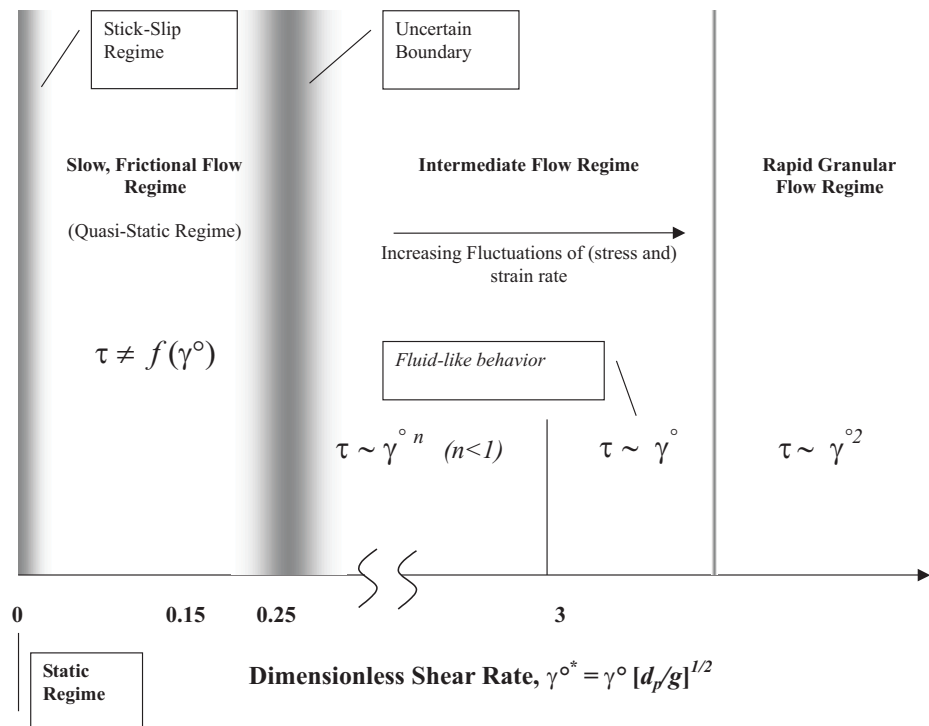 Stick-Slip
Regime
Uncertain
Boundary
Slow, Frictional Flow
Regime
(Quasi-Static Regime)
Intermediate Flow Regime
Rapid Granular
Flow Regime
Increasing Fluctuations of (stress and)
strain rate
τ ≠ f(γ°)
Fluid-like behavior
τ ~ γ° n (n<1)
τ ~ γ°
τ ~ γ°2
0
0.15
0.25
3
Static
Regime
Dimensionless Shear Rate, γ°* = γ° [dp/g]1/2